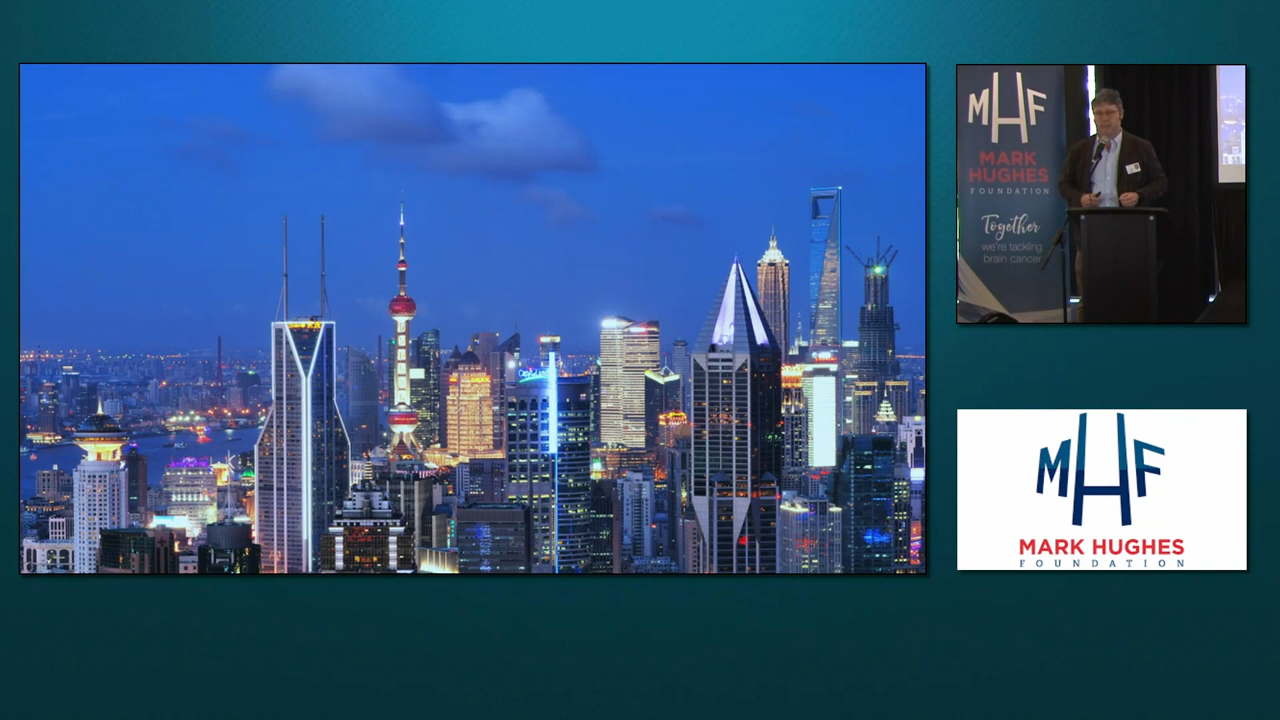 MHF
MARK
HUGHES
FOUNDATION
Together
we're tackling
brain cancer
MHF
MARK HUGHES
FOUNDATION